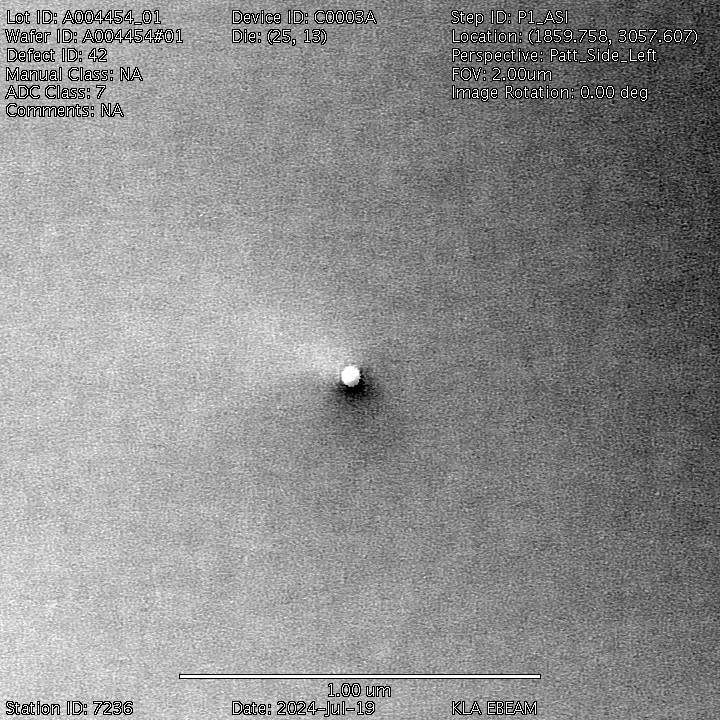 Lot ID: A004454_01 Device ID: C0003A Step ID: P1_ASI
Wafer ID: A004454#01 Die: (25, 13) Location: (1859.758, 3057.607)
Defect ID: 42 Perspective: Patt_Side_Left
Manual Class: NA FOV: 2.00um
ADC Class: 7 Image Rotation: 0.00 deg
Comments: NA
1.00 um
Station ID: 7236 Date: 2024-Jul-19 KLA EBEAM